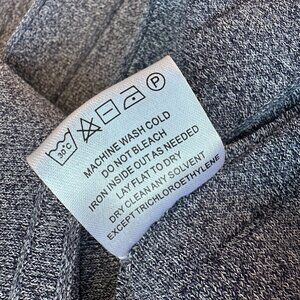 30°C P
MACHINE WASH COLD
DO NOT BLEACH
IRON INSIDE OUT AS NEEDED
LAY FLAT TO DRY
DRY CLEAN ANY SOLVENT
EXCEPT TRICHLOROETHYLENE